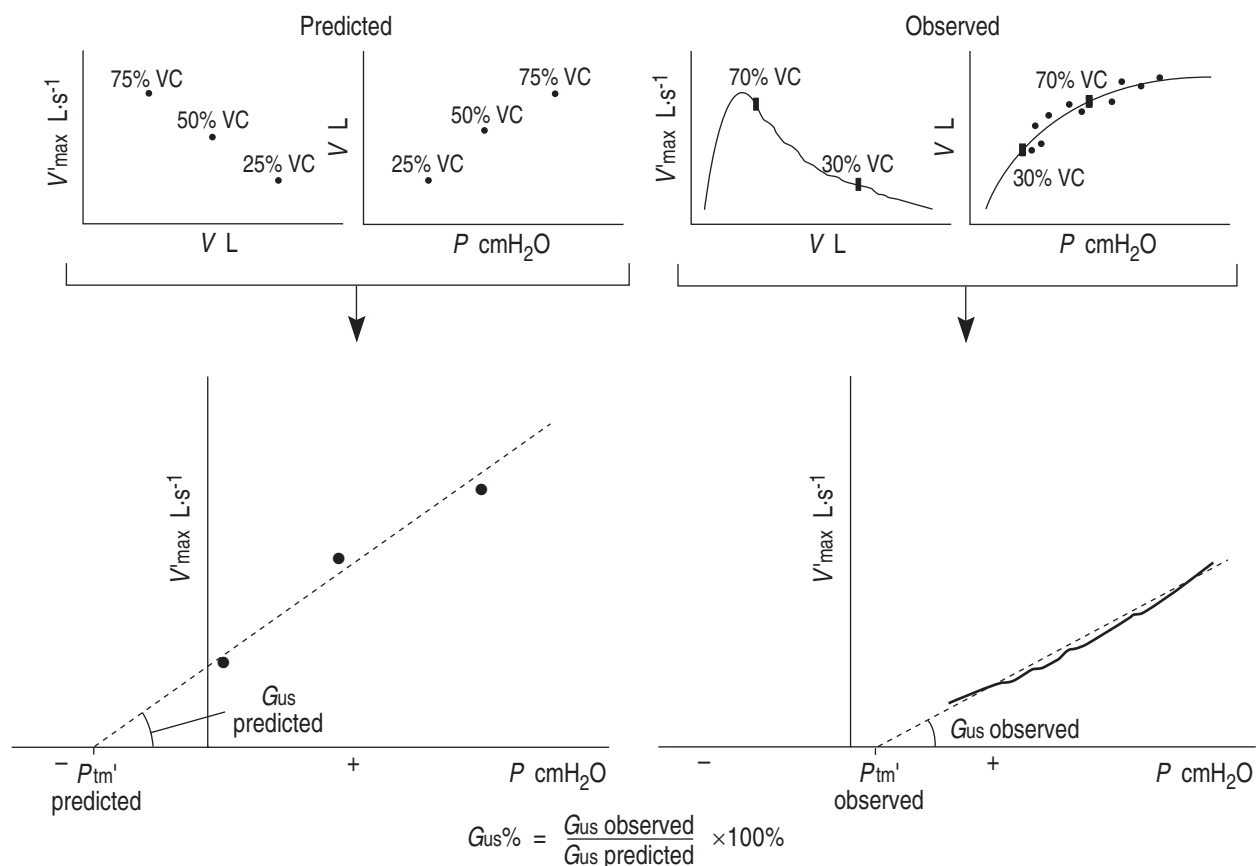 Predicted
V'max L·s-1
75% VC
50% VC
25% VC
V L
V L
75% VC
50% VC
25% VC
P cmH2O
Observed
V'max L·s-1
70% VC
30% VC
V L
V L
70% VC
30% VC
P cmH2O
V'max L·s-1
Gus
predicted
–
Ptm'
predicted
+
P cmH2O
V'max L·s-1
Gus observed
–
Ptm'
observed
+
P cmH2O
Gus% = Gus observed / Gus predicted ×100%